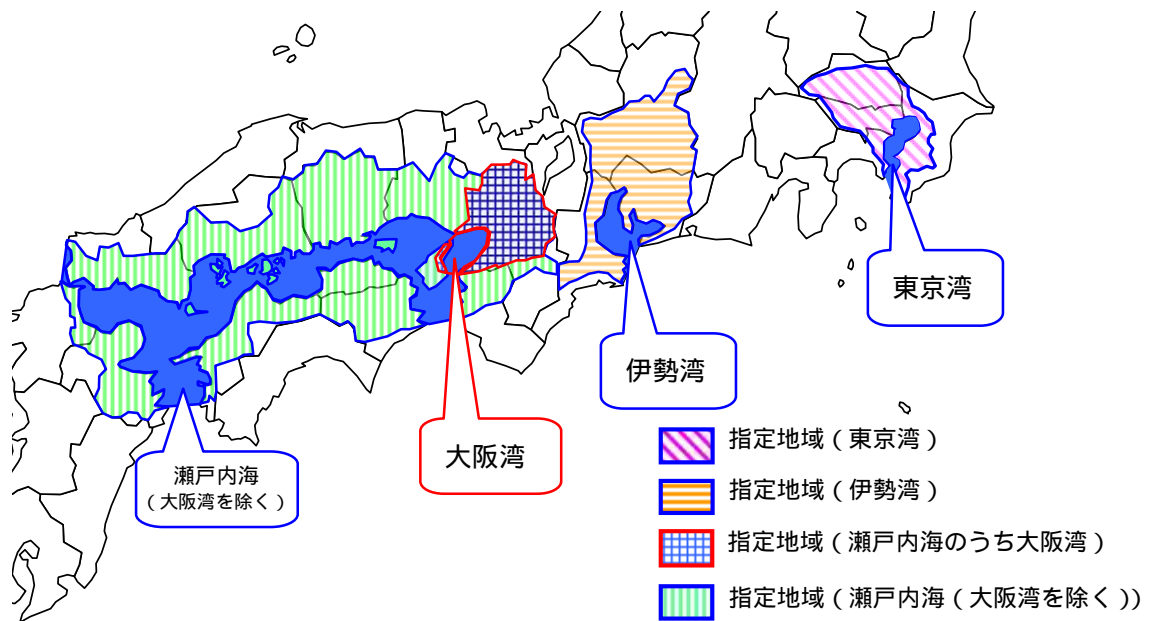 東京湾
伊勢湾
大阪湾
瀬戸内海
（大阪湾を除く）
指定地域（東京湾）
指定地域（伊勢湾）
指定地域（瀬戸内海のうち大阪湾）
指定地域（瀬戸内海（大阪湾を除く））